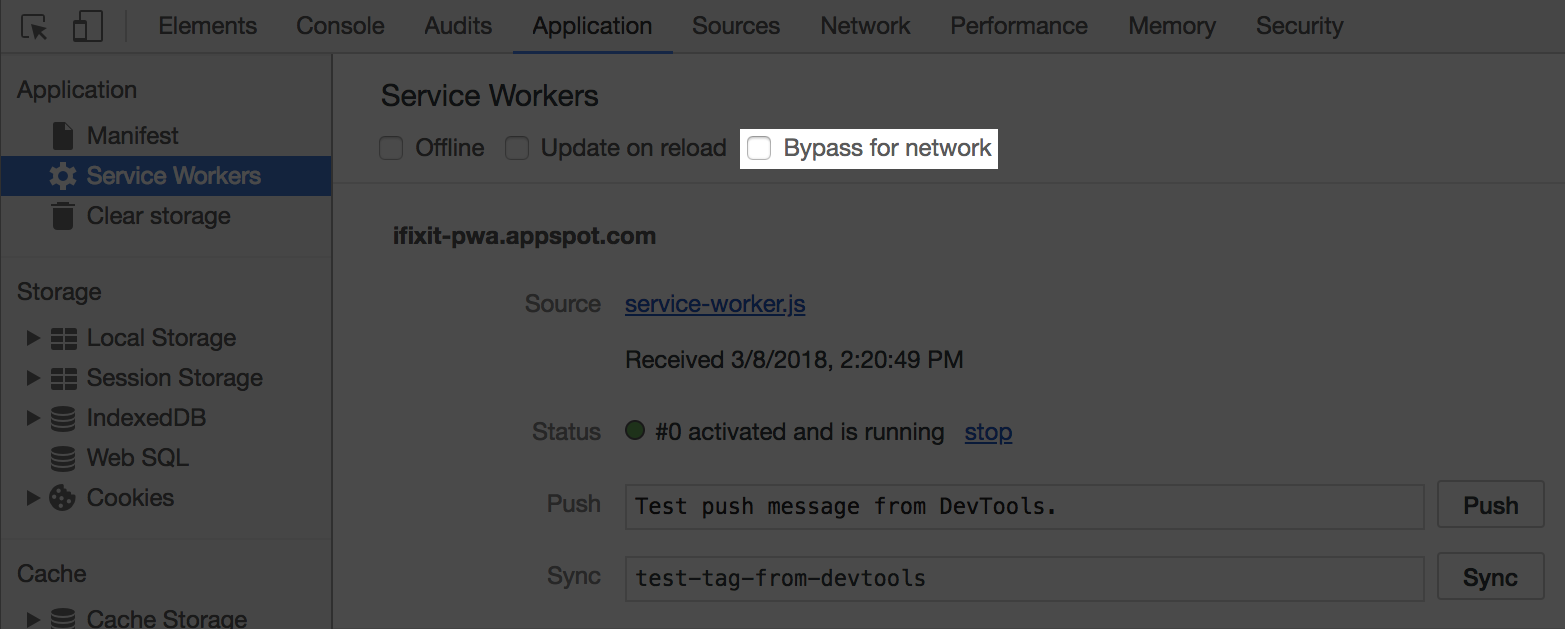 Elements Console Audits Application Sources Network Performance Memory Security
Application
Manifest
Service Workers
Clear storage
Storage
Local Storage
Session Storage
IndexedDB
Web SQL
Cookies
Cache
Cache Storage
Service Workers
Offline Update on reload Bypass for network
ifixit-pwa.appspot.com
Source service-worker.js
Received 3/8/2018, 2:20:49 PM
Status #0 activated and is running stop
Push Test push message from DevTools. Push
Sync test-tag-from-devtools Sync